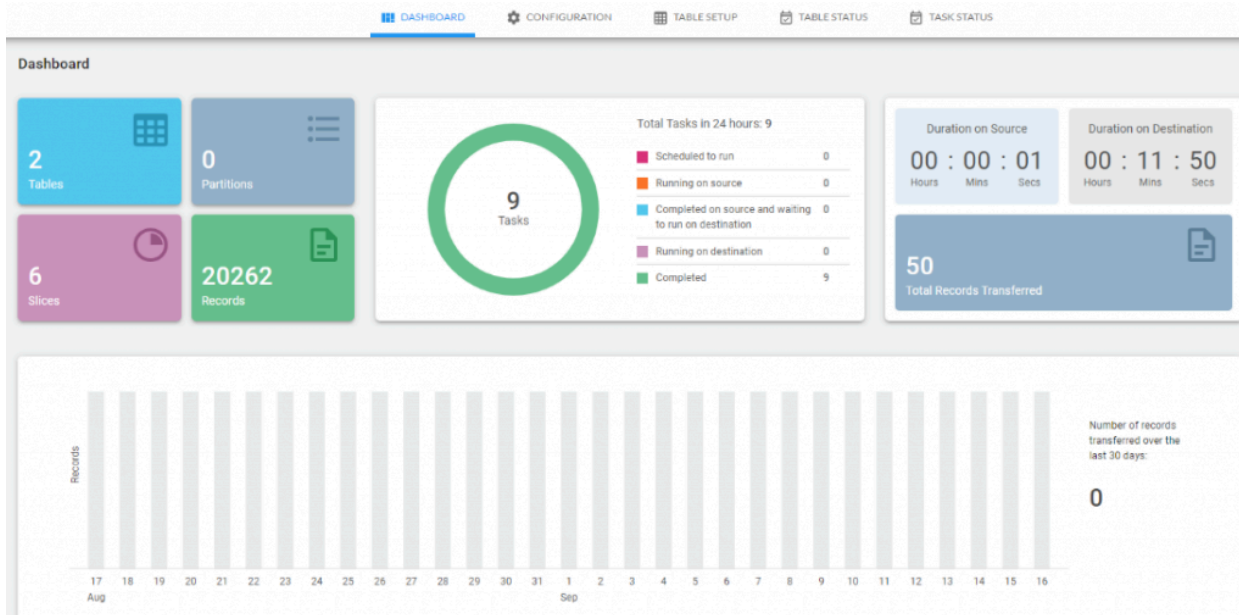 DASHBOARD CONFIGURATION TABLE SETUP TABLE STATUS TASK STATUS
Dashboard
2
Tables
0
Partitions
6
Slices
20262
Records
9
Tasks
Total Tasks in 24 hours: 9
Scheduled to run 0
Running on source 0
Completed on source and waiting 0
to run on destination
Running on destination 0
Completed 9
Duration on Source
00 : 00 : 01
Hours Mins Secs
Duration on Destination
00 : 11 : 50
Hours Mins Secs
50
Total Records Transferred
Records
17 18 19 20 21 22 23 24 25 26 27 28 29 30 31 1 2 3 4 5 6 7 8 9 10 11 12 13 14 15 16
Aug Sep
Number of records
transferred over the
last 30 days:
0